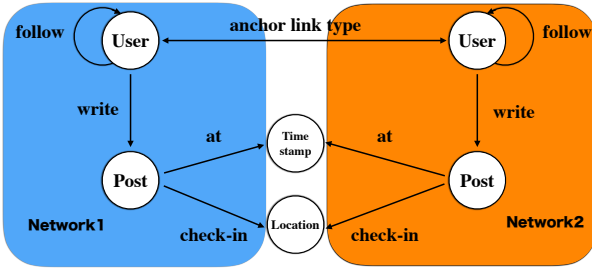 anchor link type
follow
User
User
follow
write
write
at
Time
stamp
at
Post
Post
Network1
check-in
Location
check-in
Network2